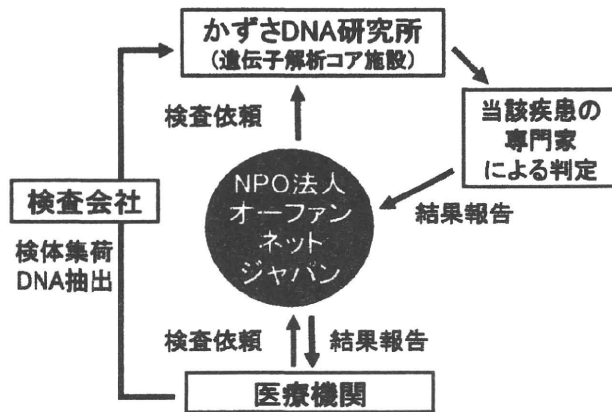 かずさDNA研究所
(遺伝子解析コア施設)
検査依頼
当該疾患の
専門家
による判定
NPO法人
オーファン
ネット
ジャパン
結果報告
検査会社
検体集荷
DNA抽出
検査依頼
結果報告
医療機関